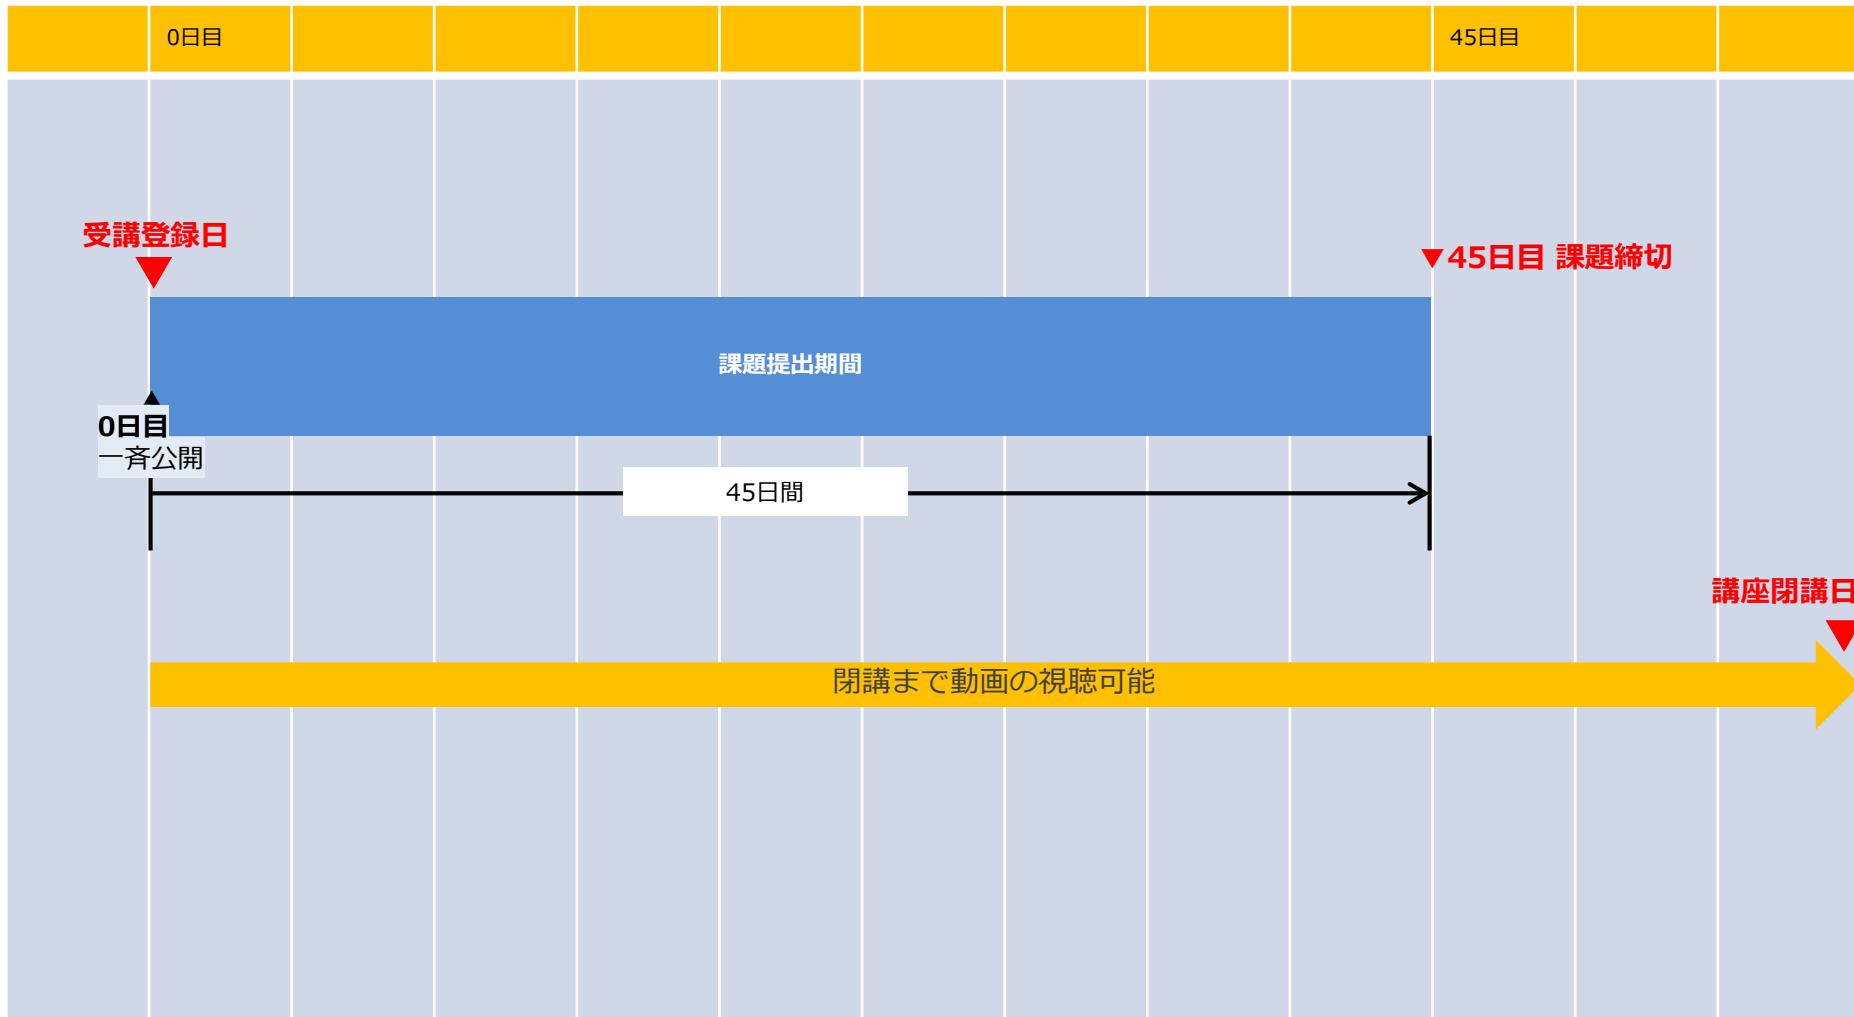 0日目
45日目
受講登録日
45日目 課題締切
課題提出期間
0日目
一斉公開
45日間
講座閉講日
閉講まで動画の視聴可能